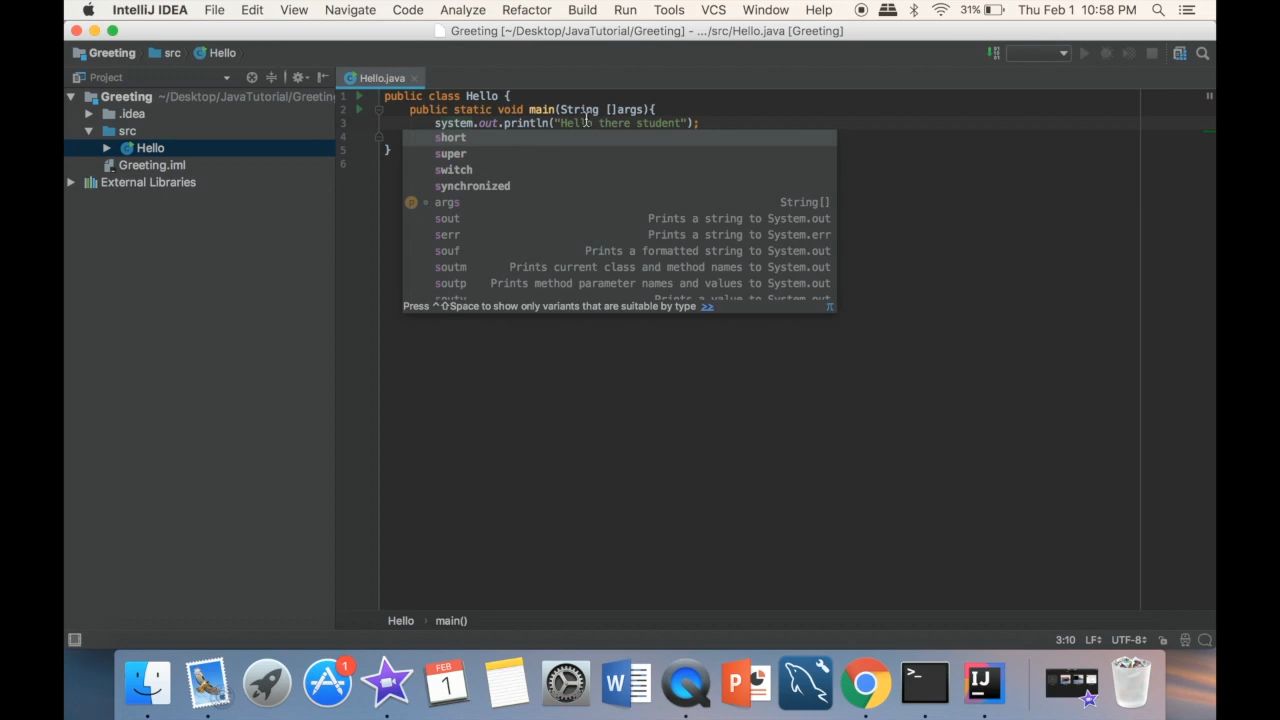 IntelliJ IDEA File Edit View Navigate Code Analyze Refactor Build Run Tools VCS Window Help 31% Thu Feb 1 10:58 PM
Greeting [~/Desktop/JavaTutorial/Greeting] - .../src/Hello.java [Greeting]
Greeting src Hello
Project
Hello.java
Greeting ~/Desktop/JavaTutorial/Greeting
.idea
src
Hello
Greeting.iml
External Libraries
1 public class Hello {
2 public static void main(String []args){
3 system.out.println("Hello there student");
4
5 }
6
short
super
switch
synchronized
args String[]
sout Prints a string to System.out
serr Prints a string to System.err
souf Prints a formatted string to System.out
soutm Prints current class and method names to System.out
soutp Prints method parameter names and values to System.out
soutv Prints a value to System.out
Press ^⇧Space to show only variants that are suitable by type >> π
Hello › main()
3:10 LF÷ UTF-8÷
1
FEB
1
W
P
>_
IJ